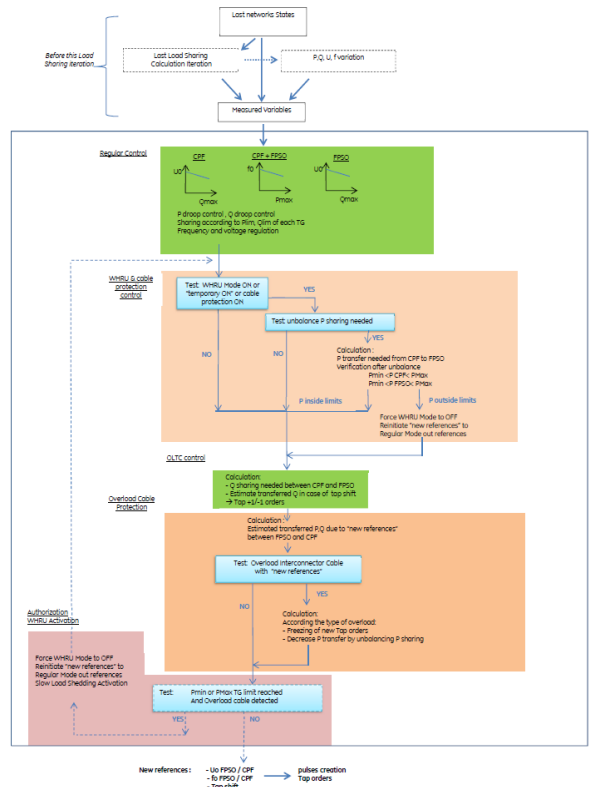 Last networks States
Before this Load
Sharing Iteration
Last Load Sharing
Calculation Iteration
P,Q, U, f variation
Measured Variables
Regular Control
CPF
CPF + FPSO
FPSO
U0
f0
U0
Qmax
Pmax
Qmax
P droop control , Q droop control
Sharing according to Plim, Qlim of each TG
Frequency and voltage regulation
WHRU & cable
protection
control
Test: WHRU Mode ON or
"temporary ON" or cable
protection ON
YES
Test: unbalance P sharing needed
YES
NO
NO
Calculation :
P transfer needed from CPF to FPSO
Verification after unbalance
Pmin <P CPF< PMax
Pmin <P FPSO< PMax
P inside limits
P outside limits
Force WHRU Mode to OFF
Reinitiate "new references" to
Regular Mode out references
OLTC control
Calculation:
- Q sharing needed between CPF and FPSO
- Estimate transferred Q in case of tap shift
→ Tap +1/-1 orders
Overload Cable
Protection
Calculation :
Estimated transferred P,Q due to "new references"
between FPSO and CPF
Test: Overload Interconnector Cable
with "new references"
NO
YES
Calculation:
According the type of overload:
- Freezing of new Tap orders
- Decrease P transfer by unbalancing P sharing
Authorization
WHRU Activation
Force WHRU Mode to OFF
Reinitiate "new references" to
Regular Mode out references
Slow Load Shedding Activation
Test: Pmin or PMax TG limit reached
And Overload cable detected
YES
NO
New references : - Uo FPSO / CPF
- fo FPSO / CPF
- Tap shift
pulses creation
Tap orders